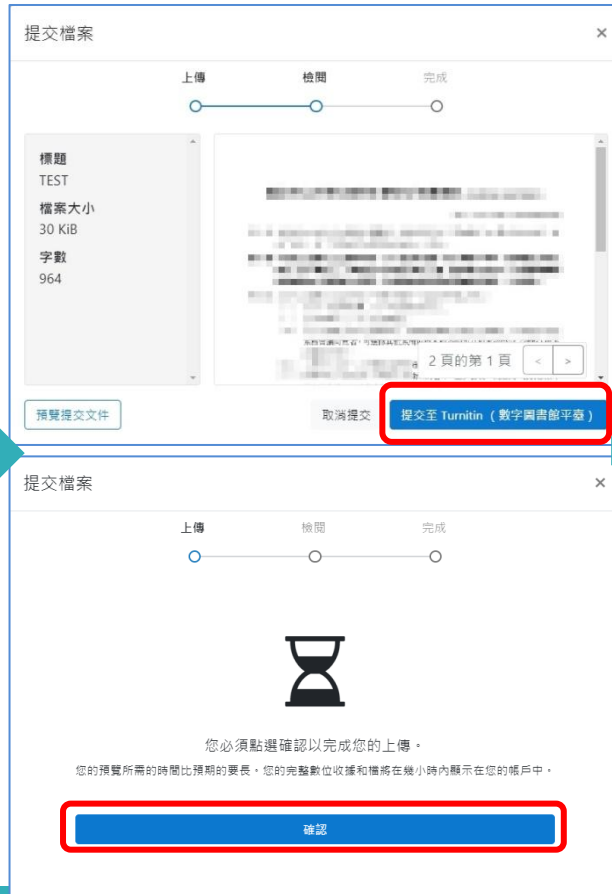 提交檔案
×
上傳 檢閱 完成
標題
TEST
檔案大小
30 KiB
字數
964
2 頁的第 1 頁 < >
預覽提交文件 取消提交 提交至 Turnitin （數字圖書館平臺）
提交檔案
×
上傳 檢閱 完成
您必須點選確認以完成您的上傳。
您的預覽所需的時間比預期的要長。您的完整數位收據和檔將在幾小時內顯示在您的帳戶中。
確認